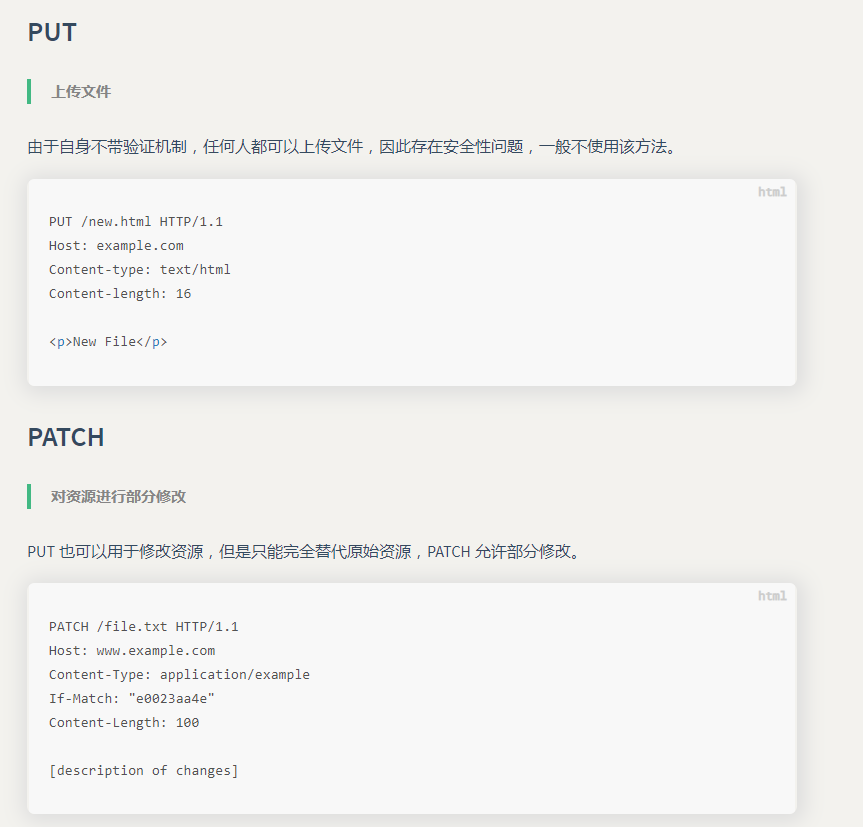 PUT
上传文件
由于自身不带验证机制，任何人都可以上传文件，因此存在安全性问题，一般不使用该方法。
html
PUT /new.html HTTP/1.1
Host: example.com
Content-type: text/html
Content-length: 16
<p>New File</p>
PATCH
对资源进行部分修改
PUT 也可以用于修改资源，但是只能完全替代原始资源，PATCH 允许部分修改。
html
PATCH /file.txt HTTP/1.1
Host: www.example.com
Content-Type: application/example
If-Match: "e0023aa4e"
Content-Length: 100
[description of changes]